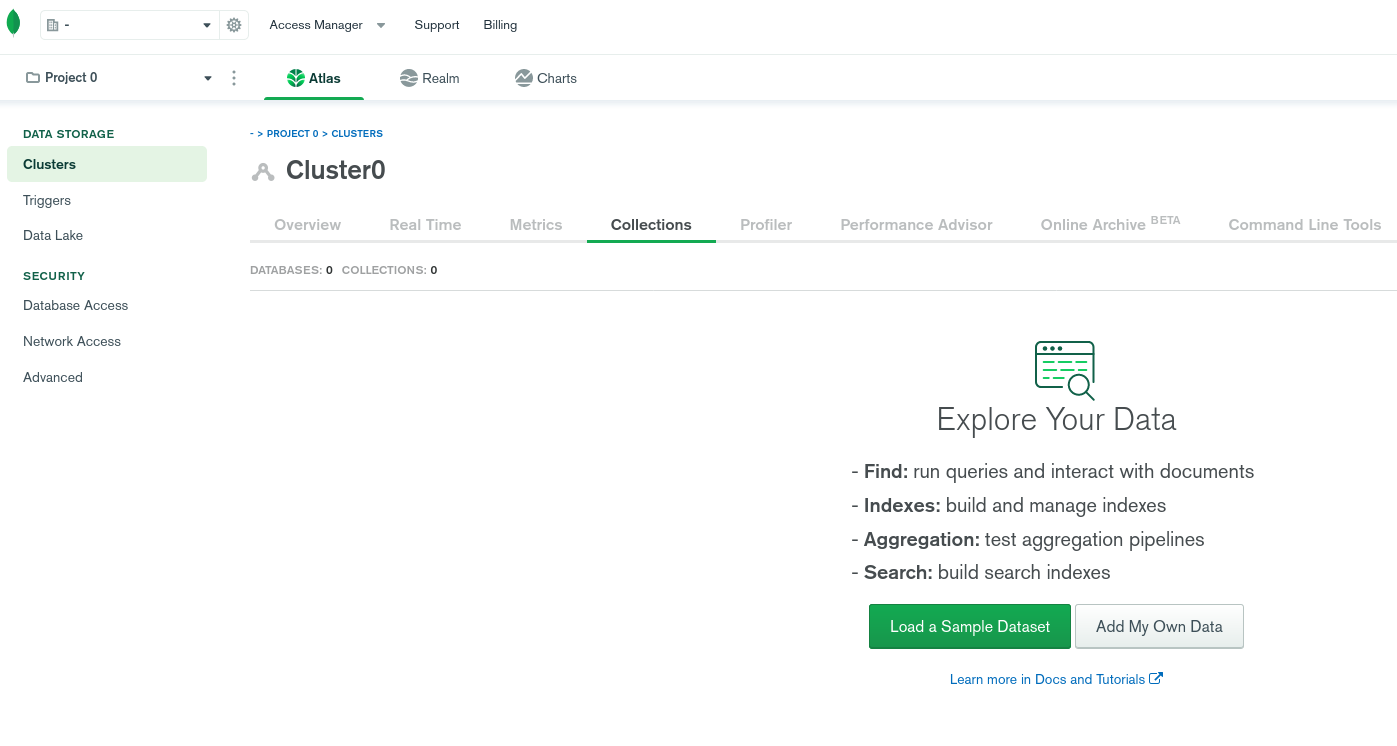 - Access Manager Support Billing
Project 0 Atlas Realm Charts
DATA STORAGE
Clusters
Triggers
Data Lake
SECURITY
Database Access
Network Access
Advanced
- > PROJECT 0 > CLUSTERS
Cluster0
Overview Real Time Metrics Collections Profiler Performance Advisor Online Archive BETA Command Line Tools
DATABASES: 0 COLLECTIONS: 0
Explore Your Data
- Find: run queries and interact with documents
- Indexes: build and manage indexes
- Aggregation: test aggregation pipelines
- Search: build search indexes
Load a Sample Dataset Add My Own Data
Learn more in Docs and Tutorials